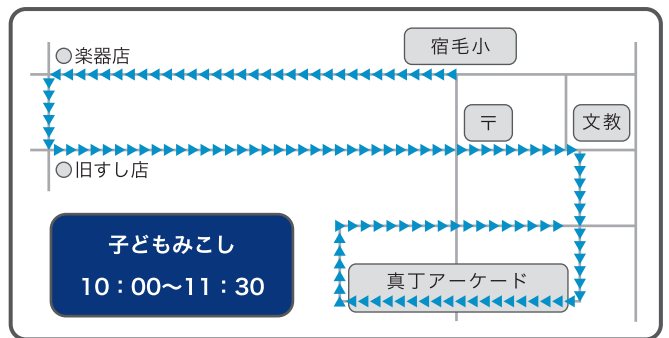 宿毛小
楽器店
〒
文教
旧すし店
子どもみこし
10：00～11：30
真丁アーケード